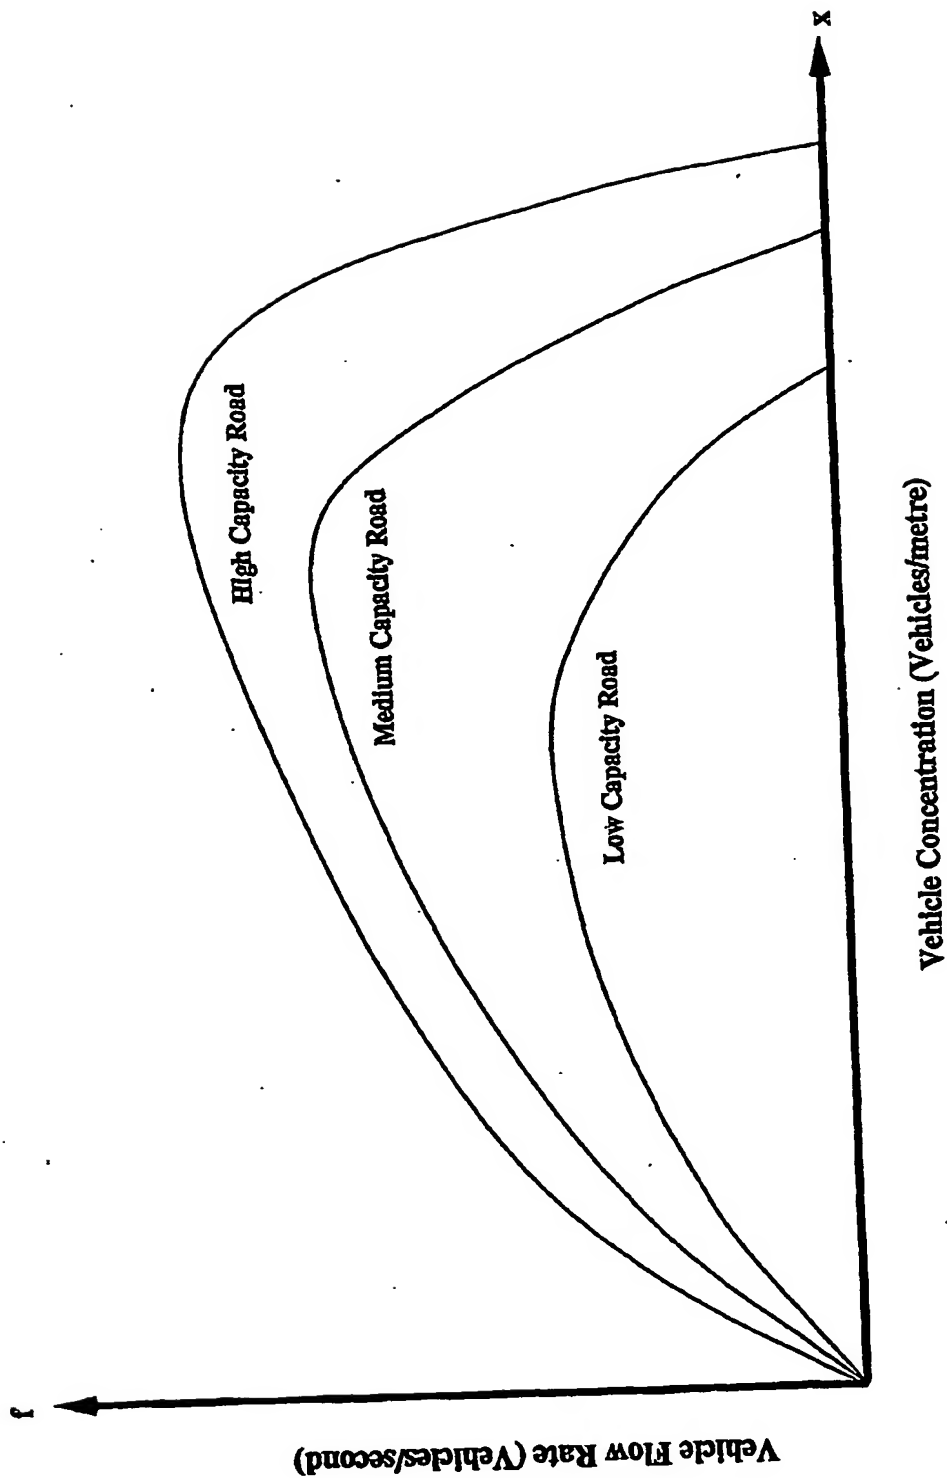 f
Vehicle Flow Rate (Vehicles/second)
High Capacity Road
Medium Capacity Road
Low Capacity Road
x
Vehicle Concentration (Vehicles/metre)